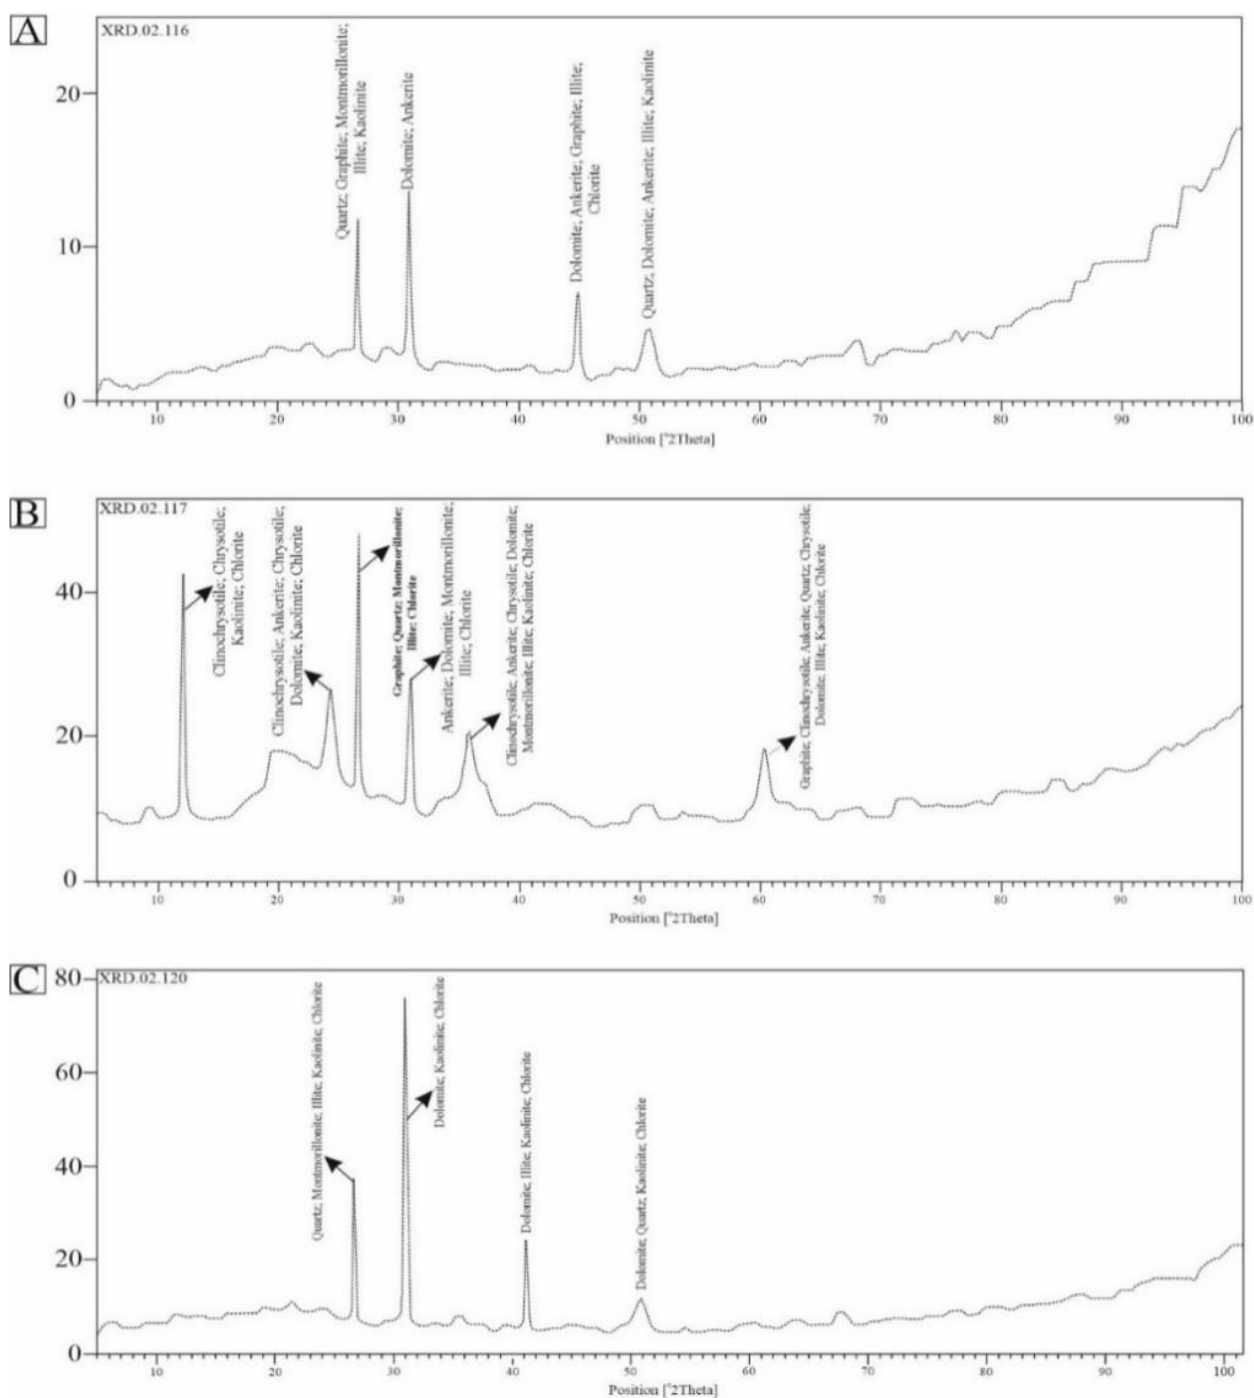 A
XRD.02.116
20
10
0
Quartz; Graphite; Montmorillonite;
Illite; Kaolinite
Dolomite; Ankerite
Dolomite; Ankerite; Graphite; Illite;
Chlorite
Quartz; Dolomite; Ankerite; Illite; Kaolinite
10 20 30 40 50 60 70 80 90 100
Position [°2Theta]
B
XRD.02.117
40
20
0
Clinochrysotile; Chrysotile;
Kaolinite; Chlorite
Clinochrysotile; Ankerite; Chrysotile;
Dolomite; Kaolinite; Chlorite
Graphite; Quartz; Montmorillonite;
Illite; Chlorite
Ankerite; Dolomite; Montmorillonite;
Illite; Chlorite
Clinochrysotile; Ankerite; Chrysotile; Dolomite;
Montmorillonite; Illite; Kaolinite; Chlorite
Graphite; Clinochrysotile; Ankerite; Quartz; Chrysotile;
Dolomite; Illite; Kaolinite; Chlorite
10 20 30 40 50 60 70 80 90 100
Position [°2Theta]
C
XRD.02.120
80
60
40
20
0
Quartz; Montmorillonite; Illite; Kaolinite; Chlorite
Dolomite; Kaolinite; Chlorite
Dolomite; Illite; Kaolinite; Chlorite
Dolomite; Quartz; Kaolinite; Chlorite
10 20 30 40 50 60 70 80 90 100
Position [°2Theta]